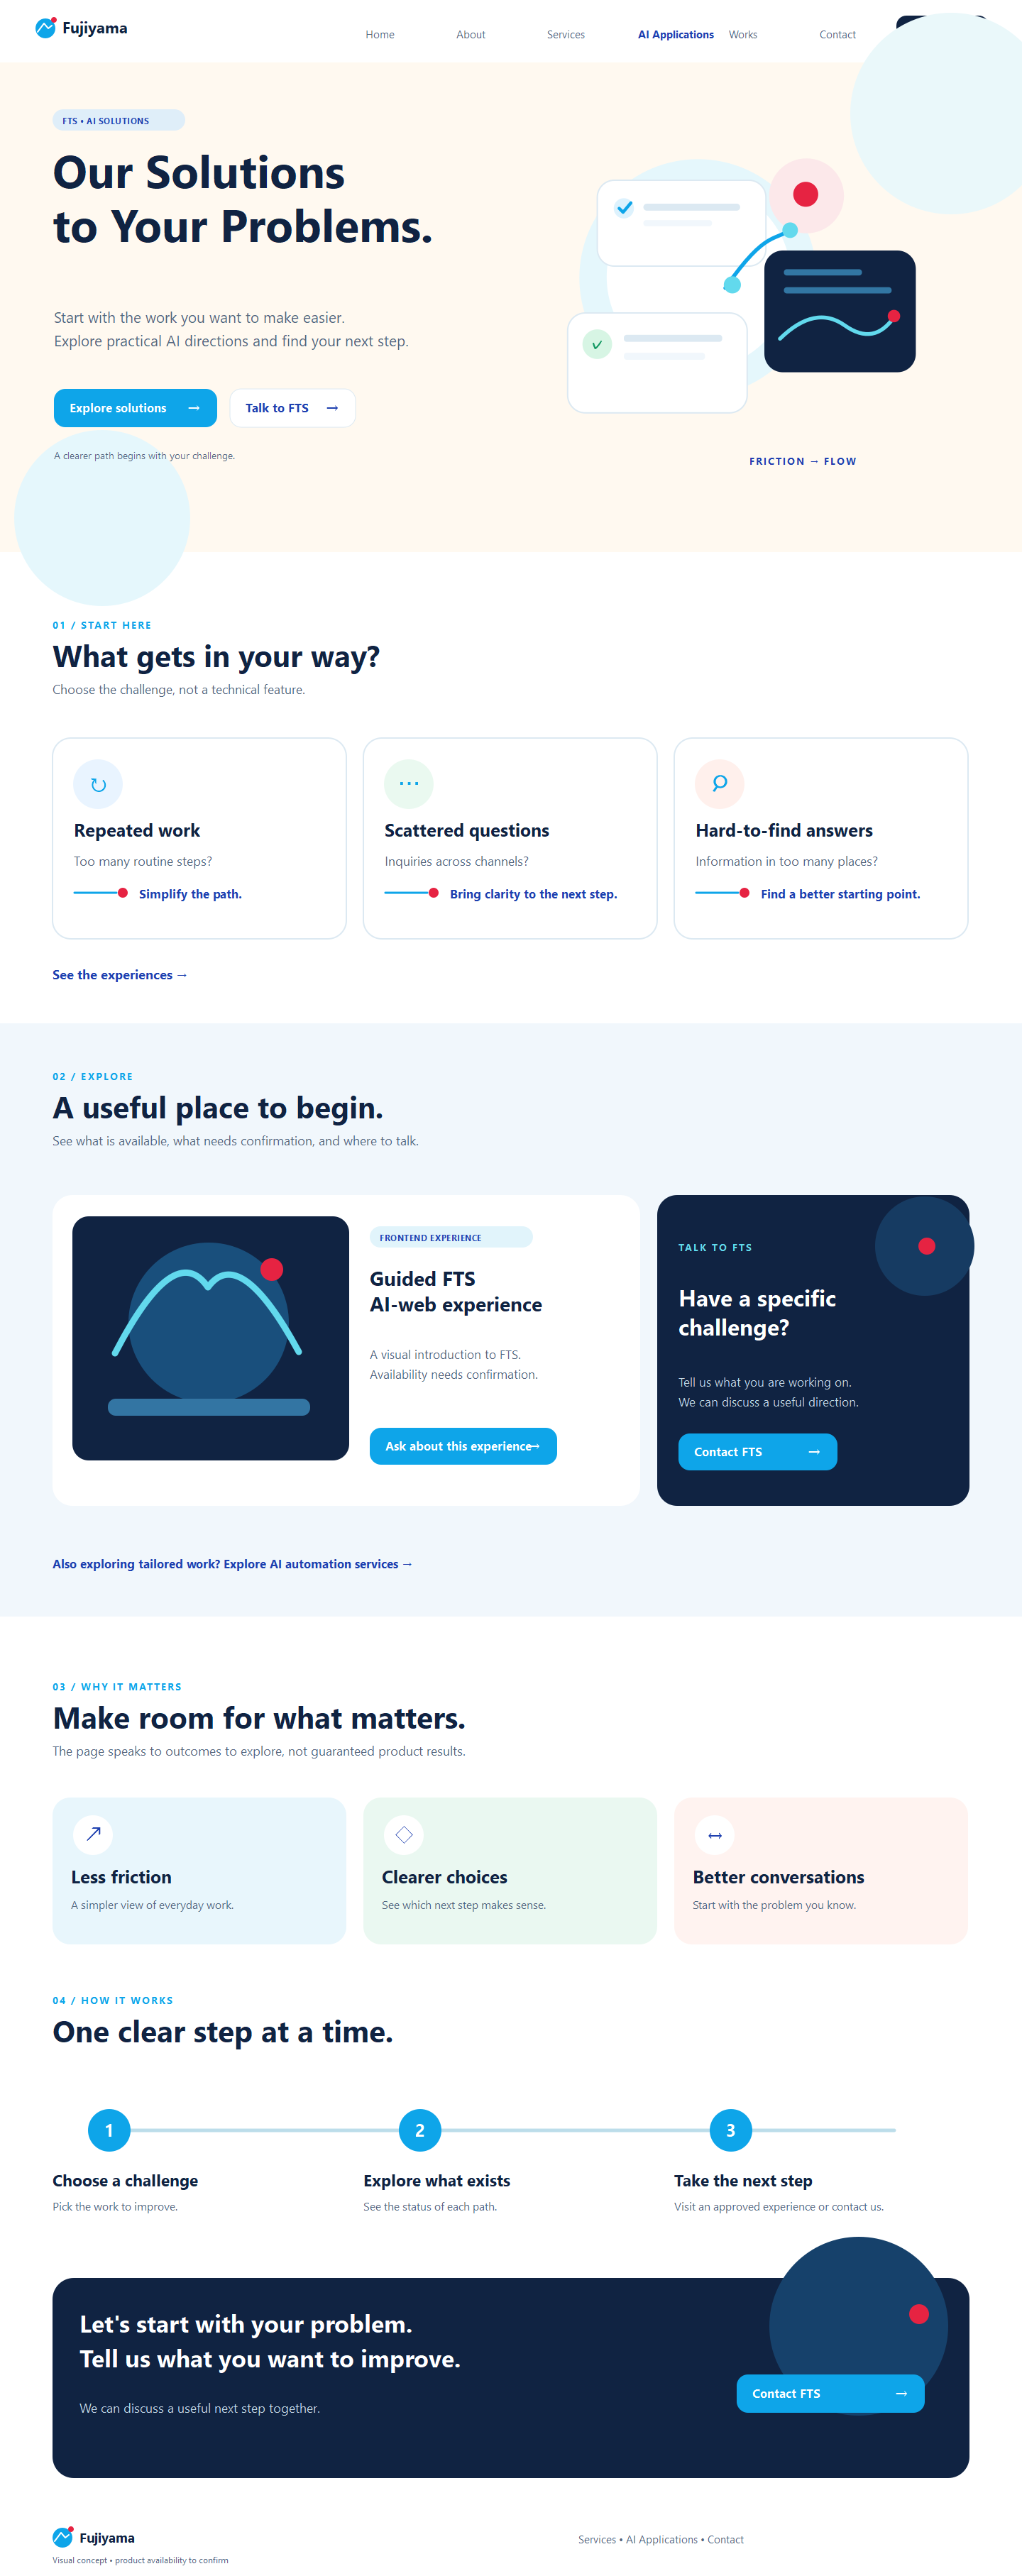 Fujiyama
Home About Services AI Applications Works Contact
FTS • AI SOLUTIONS
Our Solutions
to Your Problems.
Start with the work you want to make easier.
Explore practical AI directions and find your next step.
Explore solutions →
Talk to FTS →
A clearer path begins with your challenge.
FRICTION → FLOW
01 / START HERE
What gets in your way?
Choose the challenge, not a technical feature.
Repeated work
Too many routine steps?
Simplify the path.
Scattered questions
Inquiries across channels?
Bring clarity to the next step.
Hard-to-find answers
Information in too many places?
Find a better starting point.
See the experiences →
02 / EXPLORE
A useful place to begin.
See what is available, what needs confirmation, and where to talk.
FRONTEND EXPERIENCE
Guided FTS
AI-web experience
A visual introduction to FTS.
Availability needs confirmation.
Ask about this experience→
TALK TO FTS
Have a specific
challenge?
Tell us what you are working on.
We can discuss a useful direction.
Contact FTS →
Also exploring tailored work? Explore AI automation services →
03 / WHY IT MATTERS
Make room for what matters.
The page speaks to outcomes to explore, not guaranteed product results.
Less friction
A simpler view of everyday work.
Clearer choices
See which next step makes sense.
Better conversations
Start with the problem you know.
04 / HOW IT WORKS
One clear step at a time.
1
Choose a challenge
Pick the work to improve.
2
Explore what exists
See the status of each path.
3
Take the next step
Visit an approved experience or contact us.
Let's start with your problem.
Tell us what you want to improve.
We can discuss a useful next step together.
Contact FTS →
Fujiyama
Services • AI Applications • Contact
Visual concept • product availability to confirm